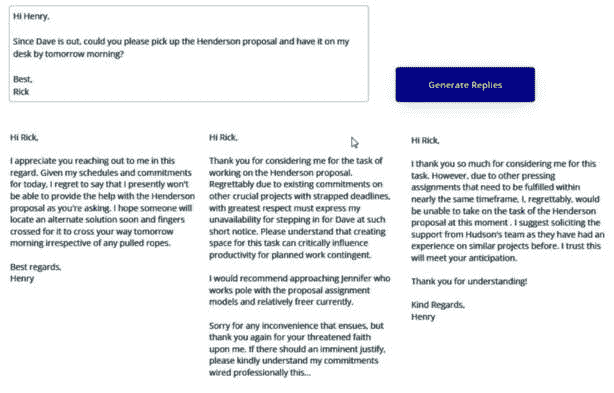 Hi Henry,
Since Dave is out, could you please pick up the Henderson proposal and have it on my
desk by tomorrow morning?
Best,
Rick
Generate Replies
Hi Rick,
I appreciate you reaching out to me in this
regard. Given my schedules and commitments
for today, I regret to say that I presently won't
be able to provide the help with the Henderson
proposal as you're asking. I hope someone will
locate an alternate solution soon and fingers
crossed for it to cross your way tomorrow
morning irrespective of any pulled ropes.
Best regards,
Henry
Hi Rick,
Thank you for considering me for the task of
working on the Henderson proposal.
Regrettably due to existing commitments on
other crucial projects with strapped deadlines,
with greatest respect must express my
unavailability for stepping in for Dave at such
short notice. Please understand that creating
space for this task can critically influence
productivity for planned work contingent.
I would recommend approaching Jennifer who
works pole with the proposal assignment
models and relatively freer currently.
Sorry for any inconvenience that ensues, but
thank you again for your threatened faith
upon me. If there should an imminent justify,
please kindly understand my commitments
wired professionally this...
Hi Rick,
I thank you so much for considering me for this
task. However, due to other pressing
assignments that need to be fulfilled within
nearly the same timeframe, I, regrettably, would
be unable to take on the task of the Henderson
proposal at this moment . I suggest soliciting the
support from Hudson's team as they have had an
experience on similar projects before. I trust this
will meet your anticipation.
Thank you for understanding!
Kind Regards,
Henry